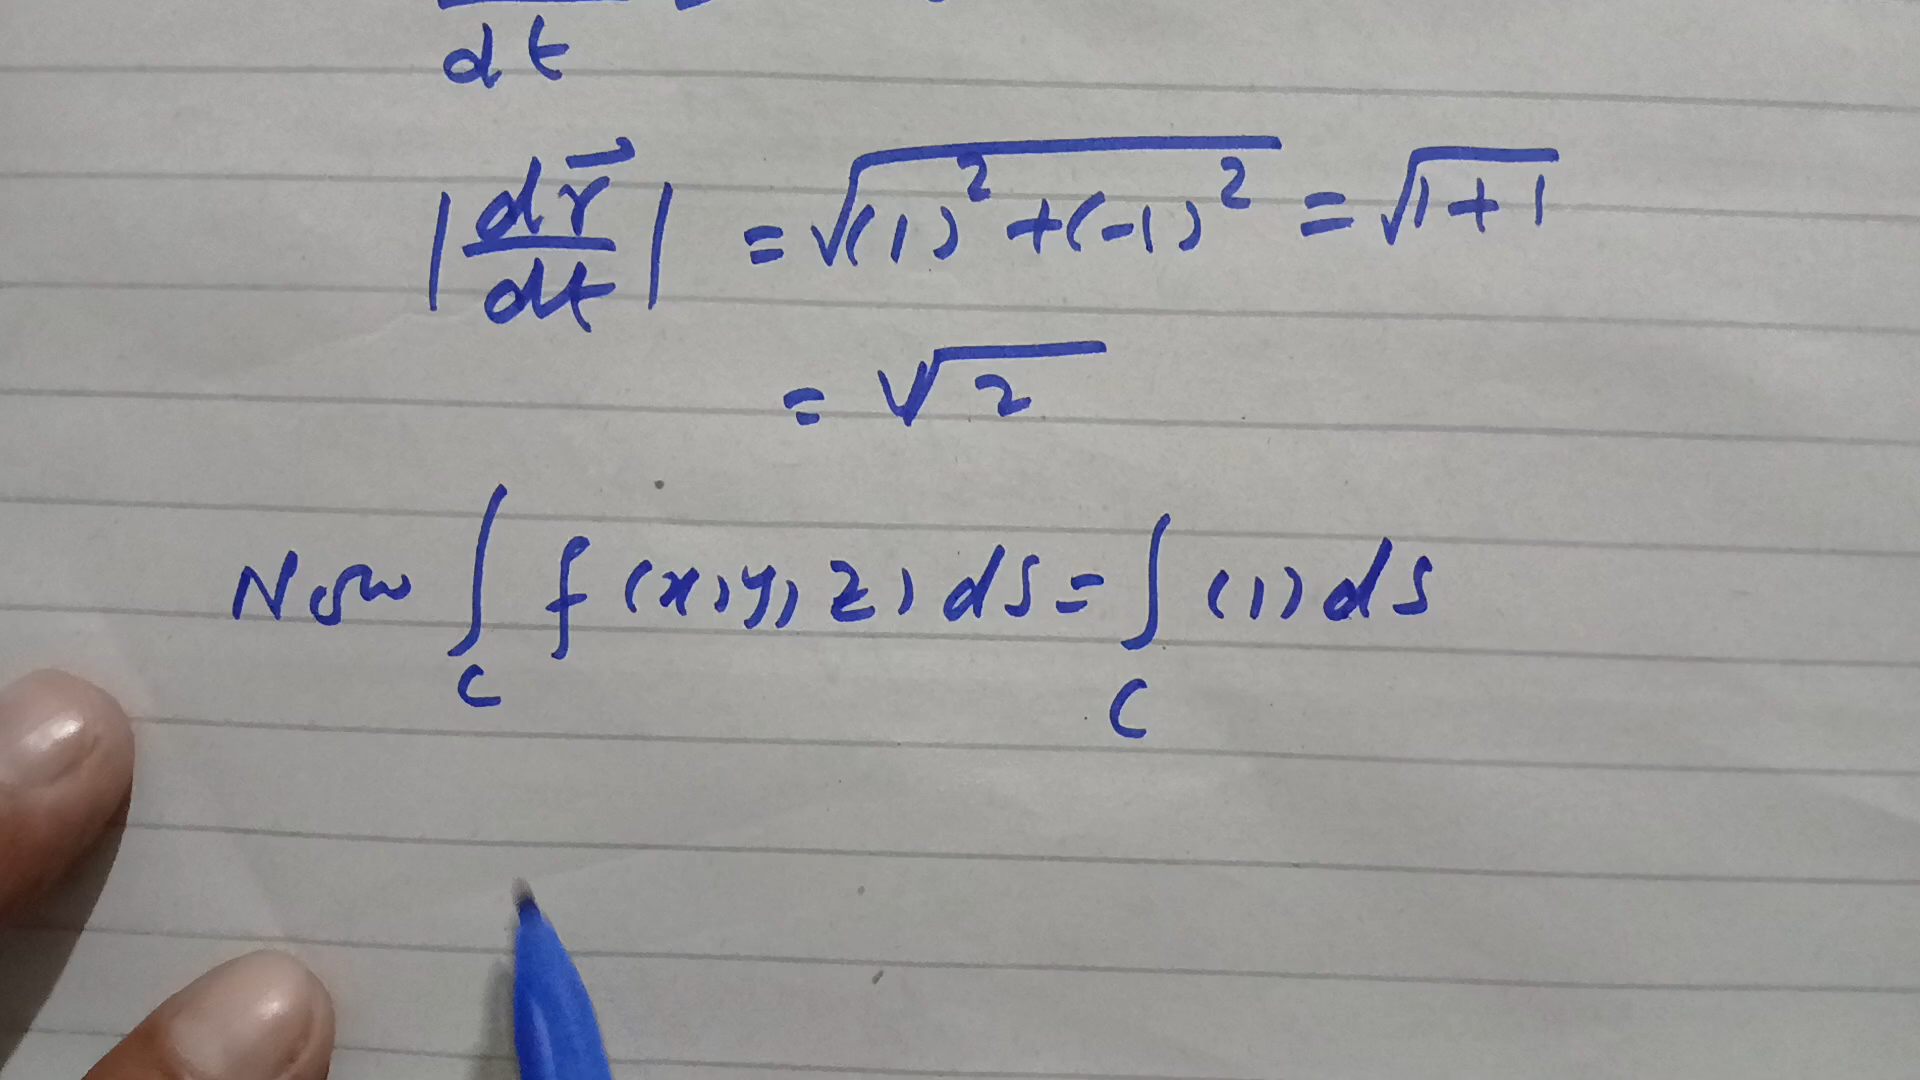 dt
|dr⃗/dt| = √((1)² + (-1)²) = √(1+1)
= √2
Now ∫_C f(x,y,z) ds = ∫_C (1) ds